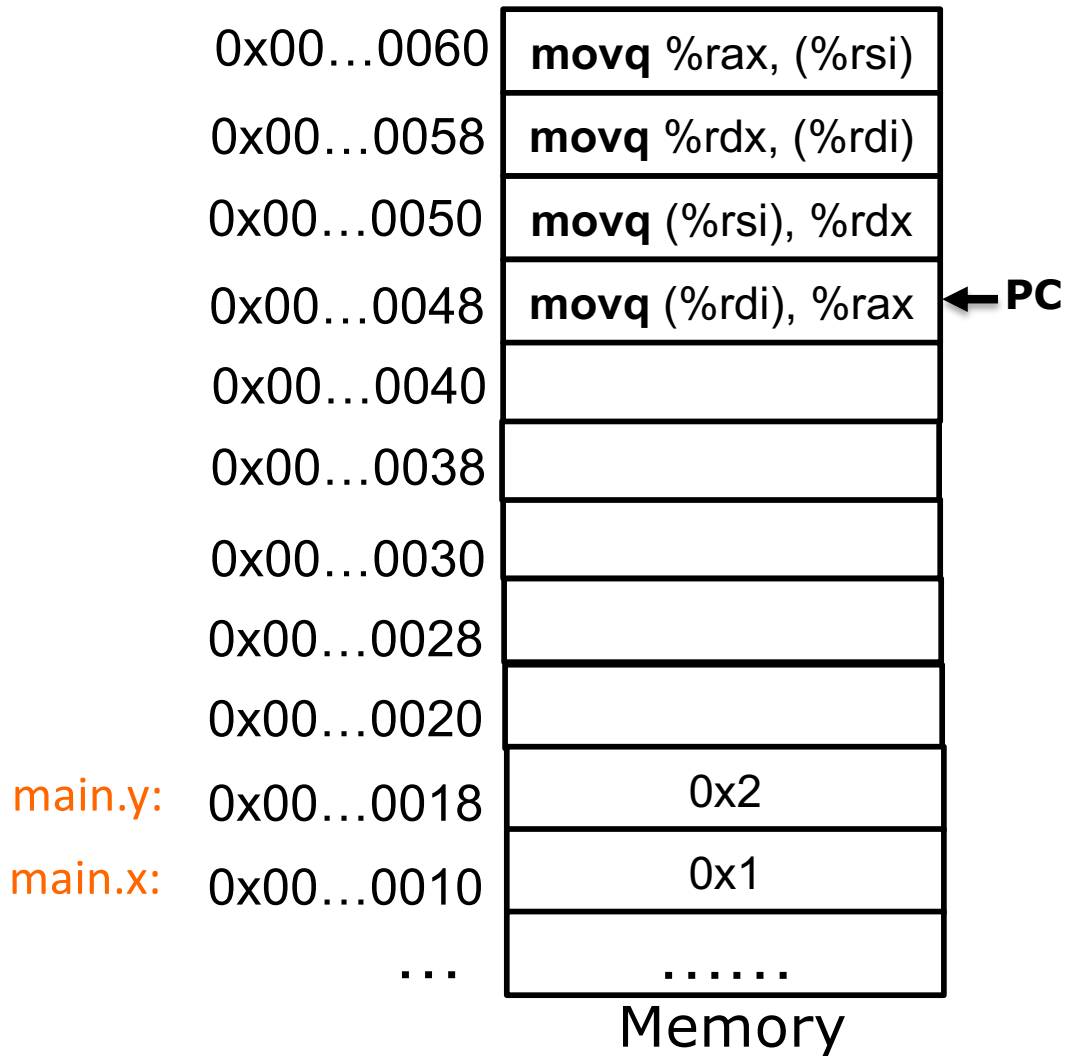 0x00…0060 movq %rax, (%rsi)
0x00…0058 movq %rdx, (%rdi)
0x00…0050 movq (%rsi), %rdx
0x00…0048 movq (%rdi), %rax PC
0x00…0040
0x00…0038
0x00…0030
0x00…0028
0x00…0020
main.y: 0x00…0018 0x2
main.x: 0x00…0010 0x1
… ……
Memory